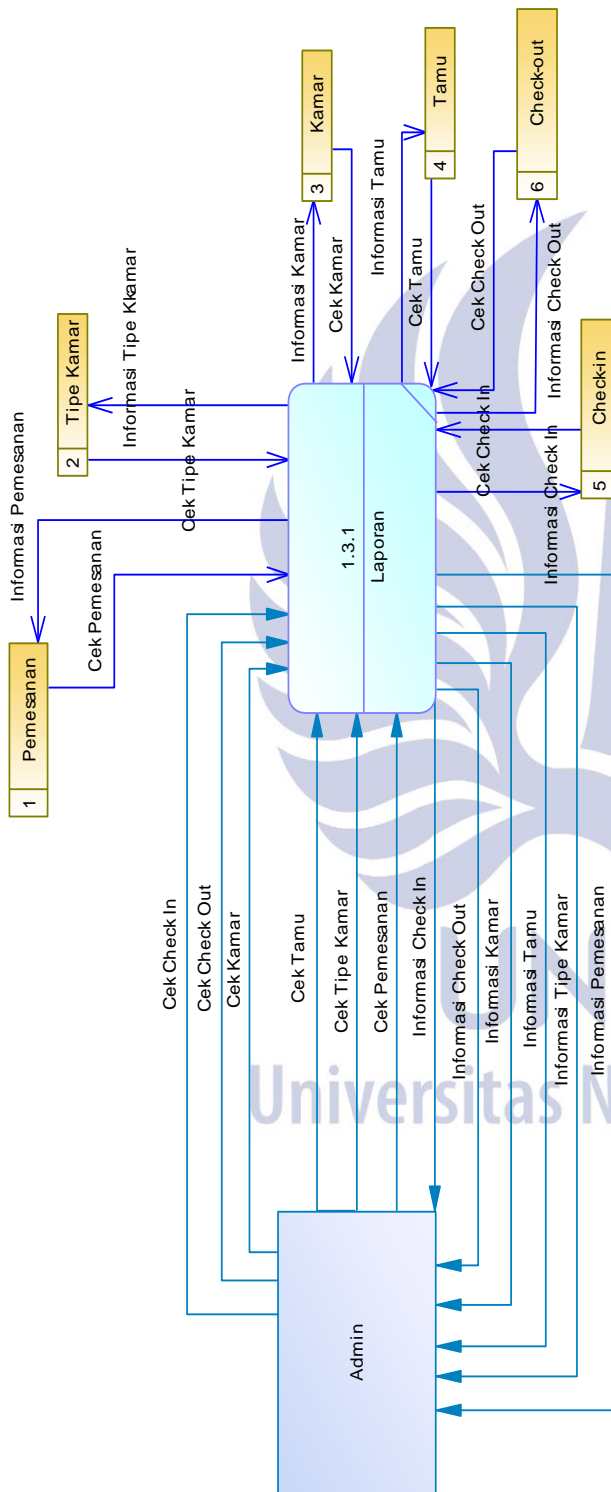 Cek Check In
Cek Check Out
Cek Kamar
Cek Tamu
Cek Tipe Kamar
Cek Pemesanan
Informasi Check In
Informasi Check Out
Informasi Kamar
Informasi Tamu
Informasi Tipe Kamar
Informasi Pemesanan
Admin
1 Pemesanan
Informasi Pemesanan
Cek Pemesanan
2 Tipe Kamar
Informasi Tipe Kkamar
Cek Tipe Kamar
1.3.1
Laporan
3 Kamar
Informasi Kamar
Cek Kamar
4 Tamu
Informasi Tamu
Cek Tamu
6 Check-out
Cek Check Out
Informasi Check Out
5 Check-in
Cek Check In
Informasi Check In
UN
Universitas N